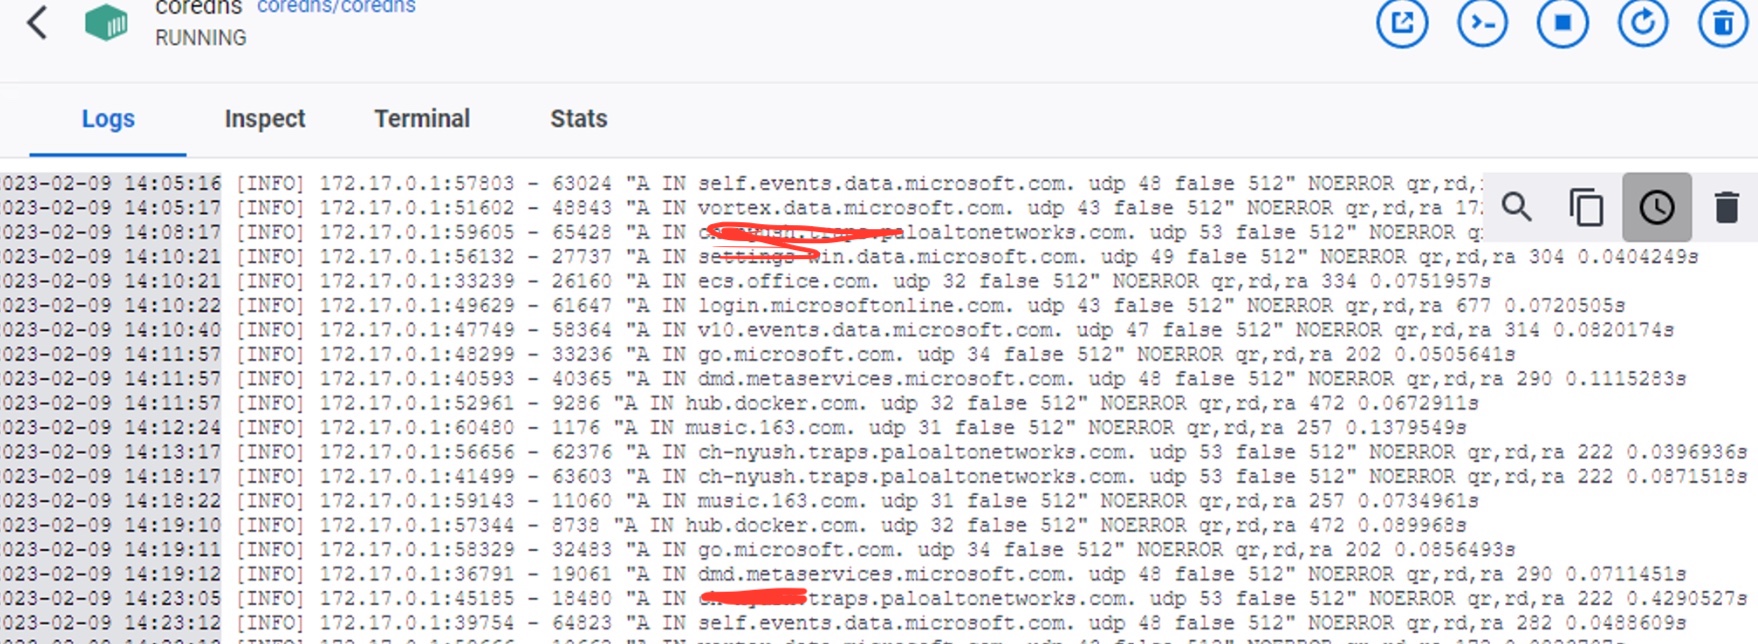 coredns coredns/coredns
RUNNING
Logs Inspect Terminal Stats
023-02-09 14:05:16 [INFO] 172.17.0.1:57803 - 63024 "A IN self.events.data.microsoft.com. udp 48 false 512" NOERROR qr,rd,
023-02-09 14:05:17 [INFO] 172.17.0.1:51602 - 48843 "A IN vortex.data.microsoft.com. udp 43 false 512" NOERROR qr,rd,ra 17
023-02-09 14:08:17 [INFO] 172.17.0.1:59605 - 65428 "A IN paloaltonetworks.com. udp 53 false 512" NOERROR q
023-02-09 14:10:21 [INFO] 172.17.0.1:56132 - 27737 "A IN settings-win.data.microsoft.com. udp 49 false 512" NOERROR qr,rd,ra 304 0.0404249s
023-02-09 14:10:21 [INFO] 172.17.0.1:33239 - 26160 "A IN ecs.office.com. udp 32 false 512" NOERROR qr,rd,ra 334 0.0751957s
023-02-09 14:10:22 [INFO] 172.17.0.1:49629 - 61647 "A IN login.microsoftonline.com. udp 43 false 512" NOERROR qr,rd,ra 677 0.0720505s
023-02-09 14:10:40 [INFO] 172.17.0.1:47749 - 58364 "A IN v10.events.data.microsoft.com. udp 47 false 512" NOERROR qr,rd,ra 314 0.0820174s
023-02-09 14:11:57 [INFO] 172.17.0.1:48299 - 33236 "A IN go.microsoft.com. udp 34 false 512" NOERROR qr,rd,ra 202 0.0505641s
023-02-09 14:11:57 [INFO] 172.17.0.1:40593 - 40365 "A IN dmd.metaservices.microsoft.com. udp 48 false 512" NOERROR qr,rd,ra 290 0.1115283s
023-02-09 14:11:57 [INFO] 172.17.0.1:52961 - 9286 "A IN hub.docker.com. udp 32 false 512" NOERROR qr,rd,ra 472 0.0672911s
023-02-09 14:12:24 [INFO] 172.17.0.1:60480 - 1176 "A IN music.163.com. udp 31 false 512" NOERROR qr,rd,ra 257 0.1379549s
023-02-09 14:13:17 [INFO] 172.17.0.1:56656 - 62376 "A IN ch-nyush.traps.paloaltonetworks.com. udp 53 false 512" NOERROR qr,rd,ra 222 0.0396936s
023-02-09 14:18:17 [INFO] 172.17.0.1:41499 - 63603 "A IN ch-nyush.traps.paloaltonetworks.com. udp 53 false 512" NOERROR qr,rd,ra 222 0.0871518s
023-02-09 14:18:22 [INFO] 172.17.0.1:59143 - 11060 "A IN music.163.com. udp 31 false 512" NOERROR qr,rd,ra 257 0.0734961s
023-02-09 14:19:10 [INFO] 172.17.0.1:57344 - 8738 "A IN hub.docker.com. udp 32 false 512" NOERROR qr,rd,ra 472 0.089968s
023-02-09 14:19:11 [INFO] 172.17.0.1:58329 - 32483 "A IN go.microsoft.com. udp 34 false 512" NOERROR qr,rd,ra 202 0.0856493s
023-02-09 14:19:12 [INFO] 172.17.0.1:36791 - 19061 "A IN dmd.metaservices.microsoft.com. udp 48 false 512" NOERROR qr,rd,ra 290 0.0711451s
023-02-09 14:23:05 [INFO] 172.17.0.1:45185 - 18480 "A IN traps.paloaltonetworks.com. udp 53 false 512" NOERROR qr,rd,ra 222 0.4290527s
023-02-09 14:23:12 [INFO] 172.17.0.1:39754 - 64823 "A IN self.events.data.microsoft.com. udp 48 false 512" NOERROR qr,rd,ra 282 0.0488609s